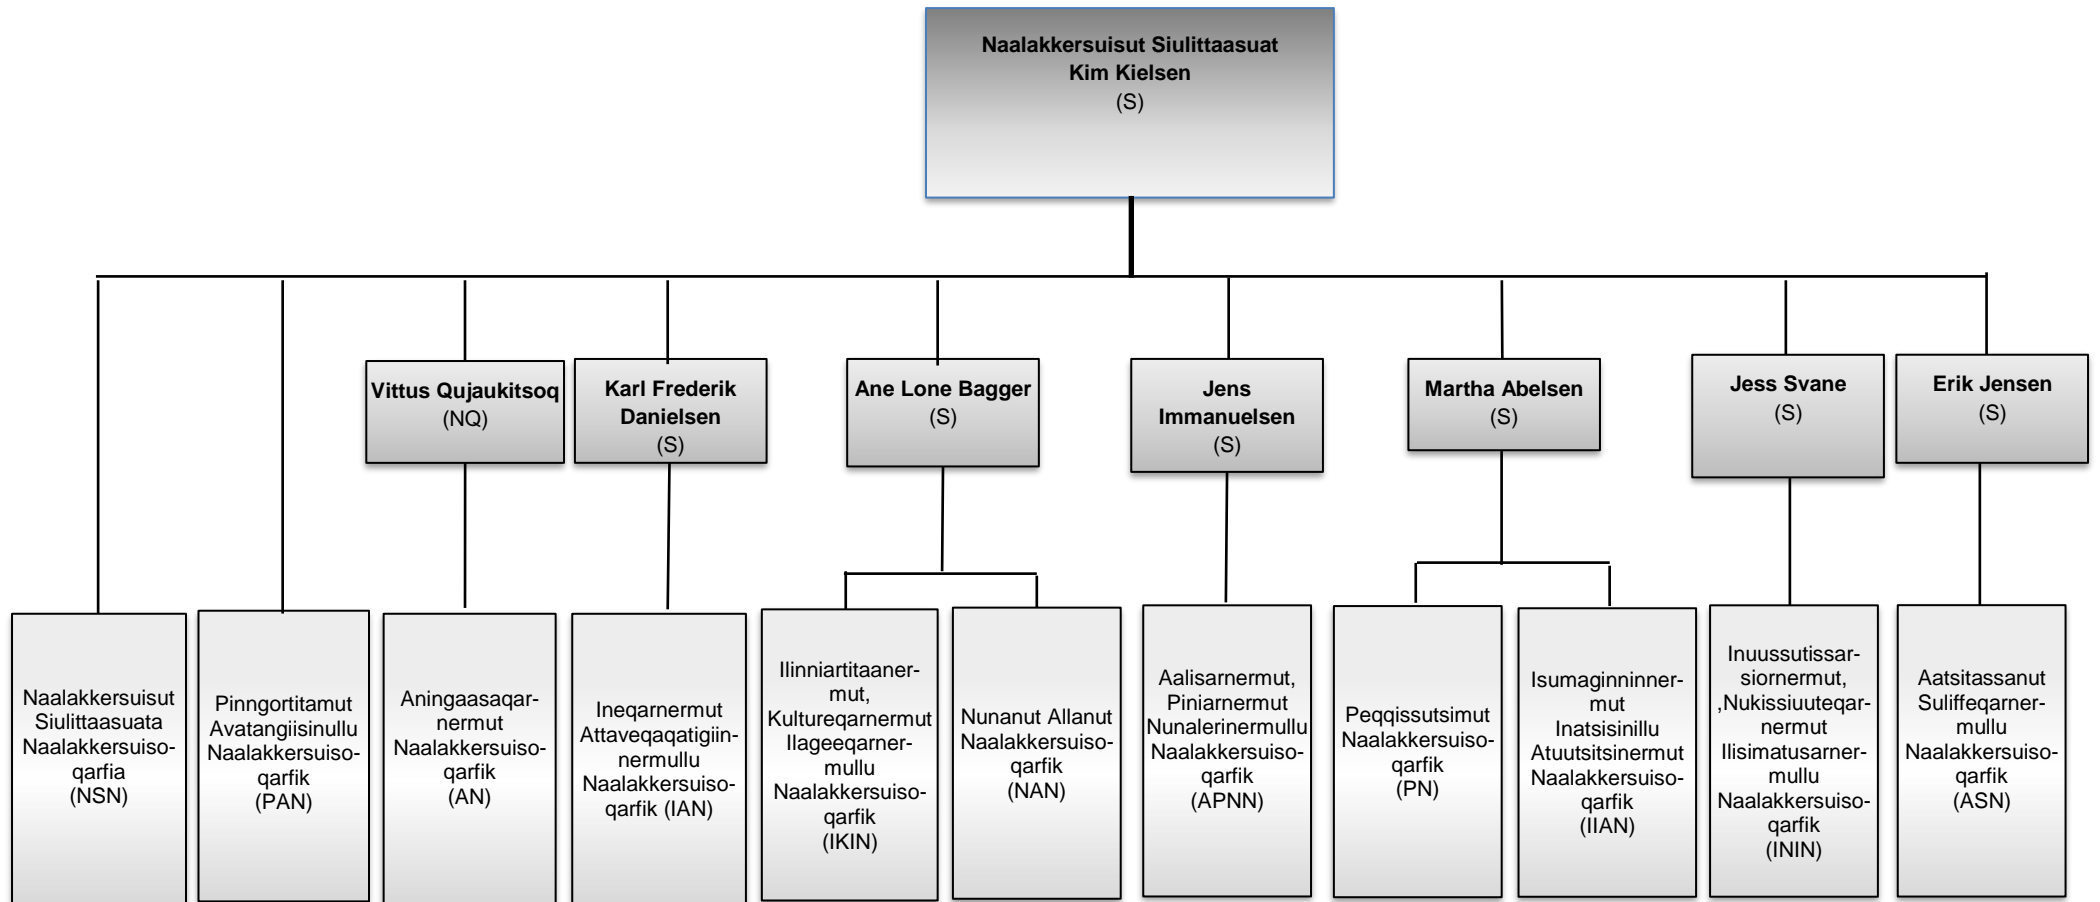 Naalakkersuisut Siulittaasuat
Kim Kielsen
(S)
Vittus Qujaukitsoq
(NQ)
Karl Frederik
Danielsen
(S)
Ane Lone Bagger
(S)
Jens
Immanuelsen
(S)
Martha Abelsen
(S)
Jess Svane
(S)
Erik Jensen
(S)
Naalakkersuisut
Siulittaasuata
Naalakkersuiso-
qarfia
(NSN)
Pinngortitamut
Avatangiisinullu
Naalakkersuiso-
qarfik
(PAN)
Aningaasaqar-
nermut
Naalakkersuiso-
qarfik
(AN)
Ineqarnermut
Attaveqaqatigiin-
nermullu
Naalakkersuiso-
qarfik (IAN)
Ilinniartitaaner-
mut,
Kultureqarnermut
Ilageeqarner-
mullu
Naalakkersuiso-
qarfik
(IKIN)
Nunanut Allanut
Naalakkersuiso-
qarfik
(NAN)
Aalisarnermut,
Piniarnermut
Nunalerinermullu
Naalakkersuiso-
qarfik
(APNN)
Peqqissutsimut
Naalakkersuiso-
qarfik
(PN)
Isumaginninner-
mut
Inatsisinillu
Atuutsitsinermut
Naalakkersuiso-
qarfik
(IIAN)
Inuussutissar-
siornermut,
,Nukissiuuteqar-
nermut
Ilisimatusarner-
mullu
Naalakkersuiso-
qarfik
(ININ)
Aatsitassanut
Suliffeqarner-
mullu
Naalakkersuiso-
qarfik
(ASN)